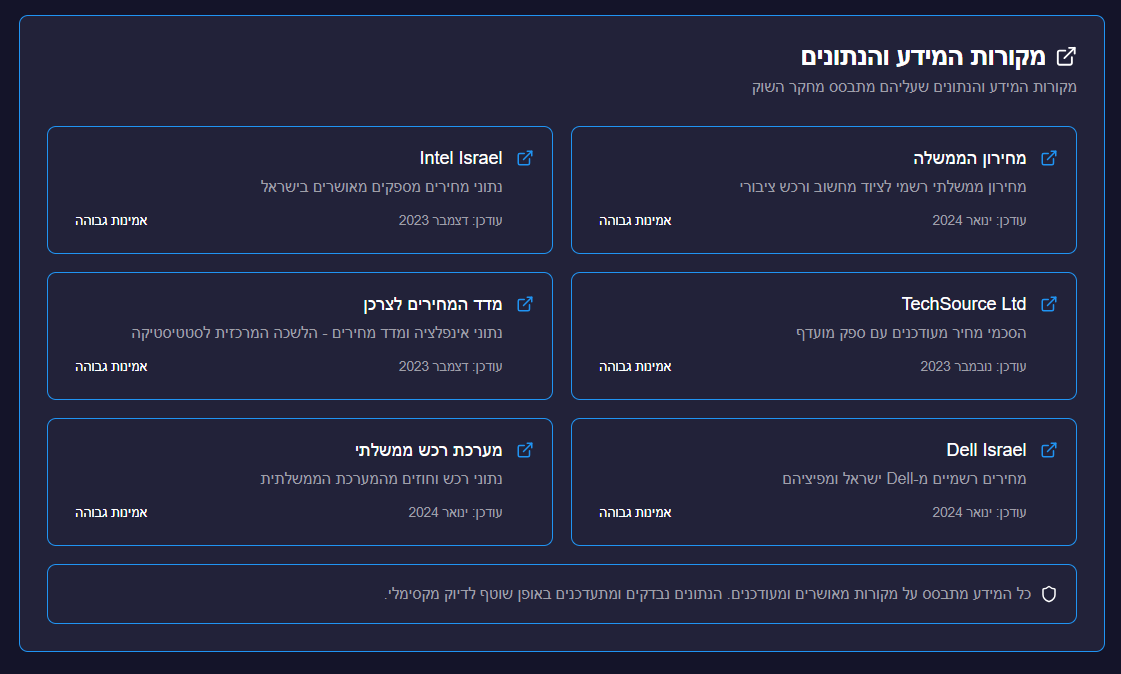 מקורות המידע והנתונים
מקורות המידע והנתונים שעליהם מתבסס מחקר השוק
מחירון הממשלה
מחירון ממשלתי רשמי לציוד מחשוב ורכש ציבורי
עודכן: ינואר 2024
אמינות גבוהה
Intel Israel
נתוני מחירים מספקים מאושרים בישראל
עודכן: דצמבר 2023
אמינות גבוהה
TechSource Ltd
הסכמי מחיר מעודכנים עם ספק מועדף
עודכן: נובמבר 2023
אמינות גבוהה
מדד המחירים לצרכן
נתוני אינפלציה ומדד מחירים - הלשכה המרכזית לסטטיסטיקה
עודכן: דצמבר 2023
אמינות גבוהה
Dell Israel
מחירים רשמיים מ-Dell ישראל ומפיציהם
עודכן: ינואר 2024
אמינות גבוהה
מערכת רכש ממשלתי
נתוני רכש וחוזים מהמערכת הממשלתית
עודכן: ינואר 2024
אמינות גבוהה
כל המידע מתבסס על מקורות מאושרים ומעודכנים. הנתונים נבדקים ומתעדכנים באופן שוטף לדיוק מקסימלי.